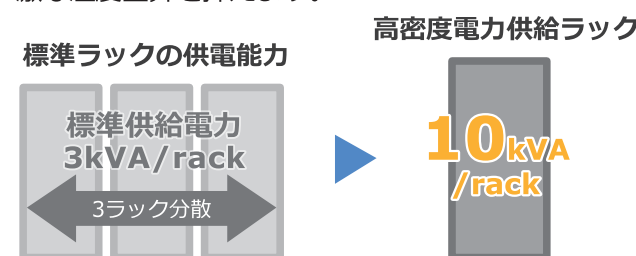 高密度電力供給ラック
標準ラックの供電能力
標準供給電力
3kVA/rack
3ラック分散
10kVA
/rack